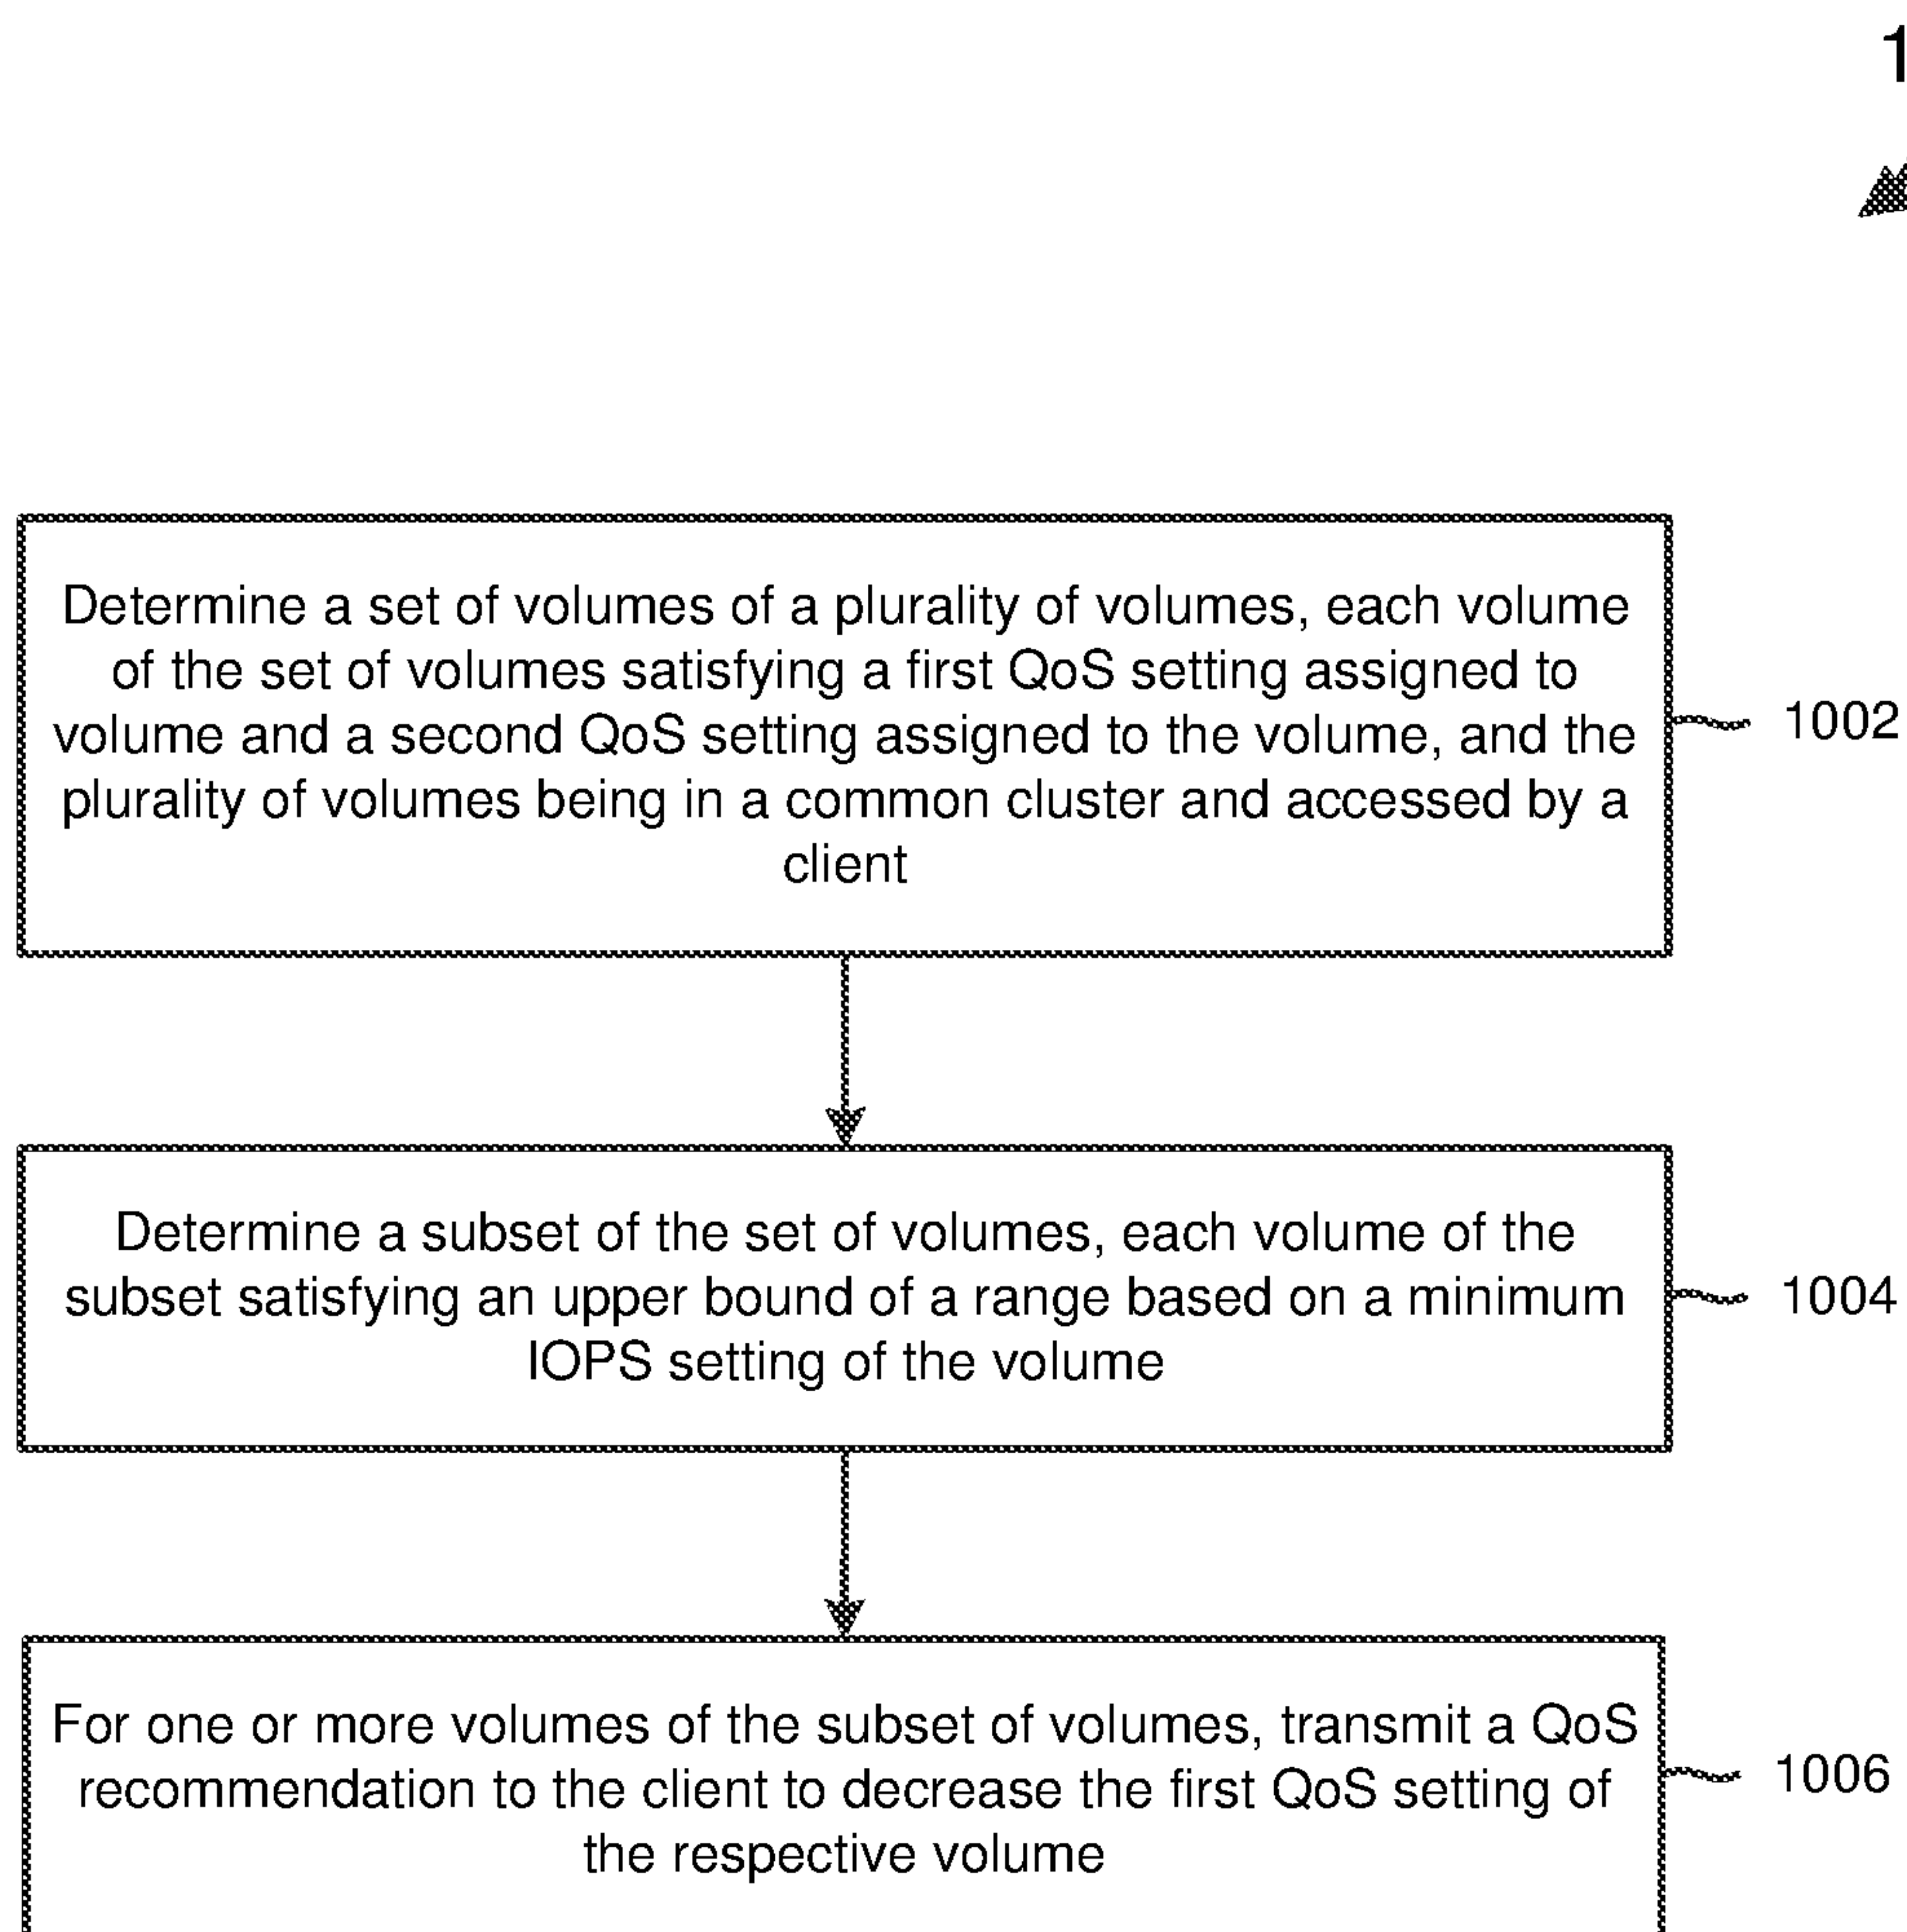 Determine a set of volumes of a plurality of volumes, each volume
of the set of volumes satisfying a first QoS setting assigned to
volume and a second QoS setting assigned to the volume, and the
plurality of volumes being in a common cluster and accessed by a
client
1002
Determine a subset of the set of volumes, each volume of the
subset satisfying an upper bound of a range based on a minimum
IOPS setting of the volume
1004
For one or more volumes of the subset of volumes, transmit a QoS
recommendation to the client to decrease the first QoS setting of
the respective volume
1006